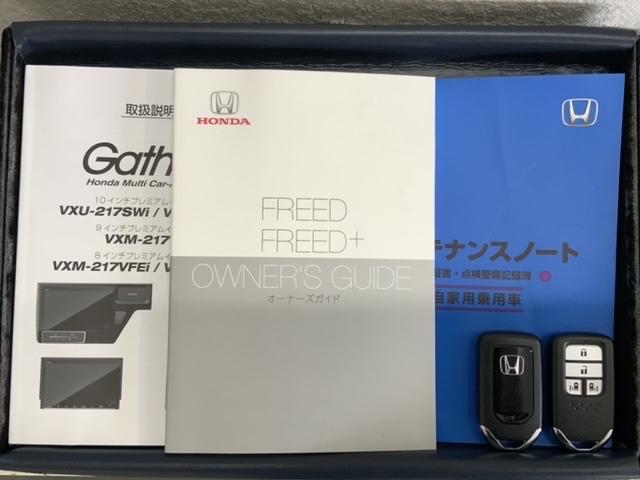 取扱説明
Gath
Honda Multi Car-A
10インチプレミアムイ
VXU-217SWi / V
9インチプレミアムイ
VXM-217
8インチプレミアムイ
VXM-217VFEi / V
HONDA
FREED
FREED+
OWNER'S GUIDE
オーナーズガイド
テナンスノート
証書・点検整備記録簿
自家用乗用車